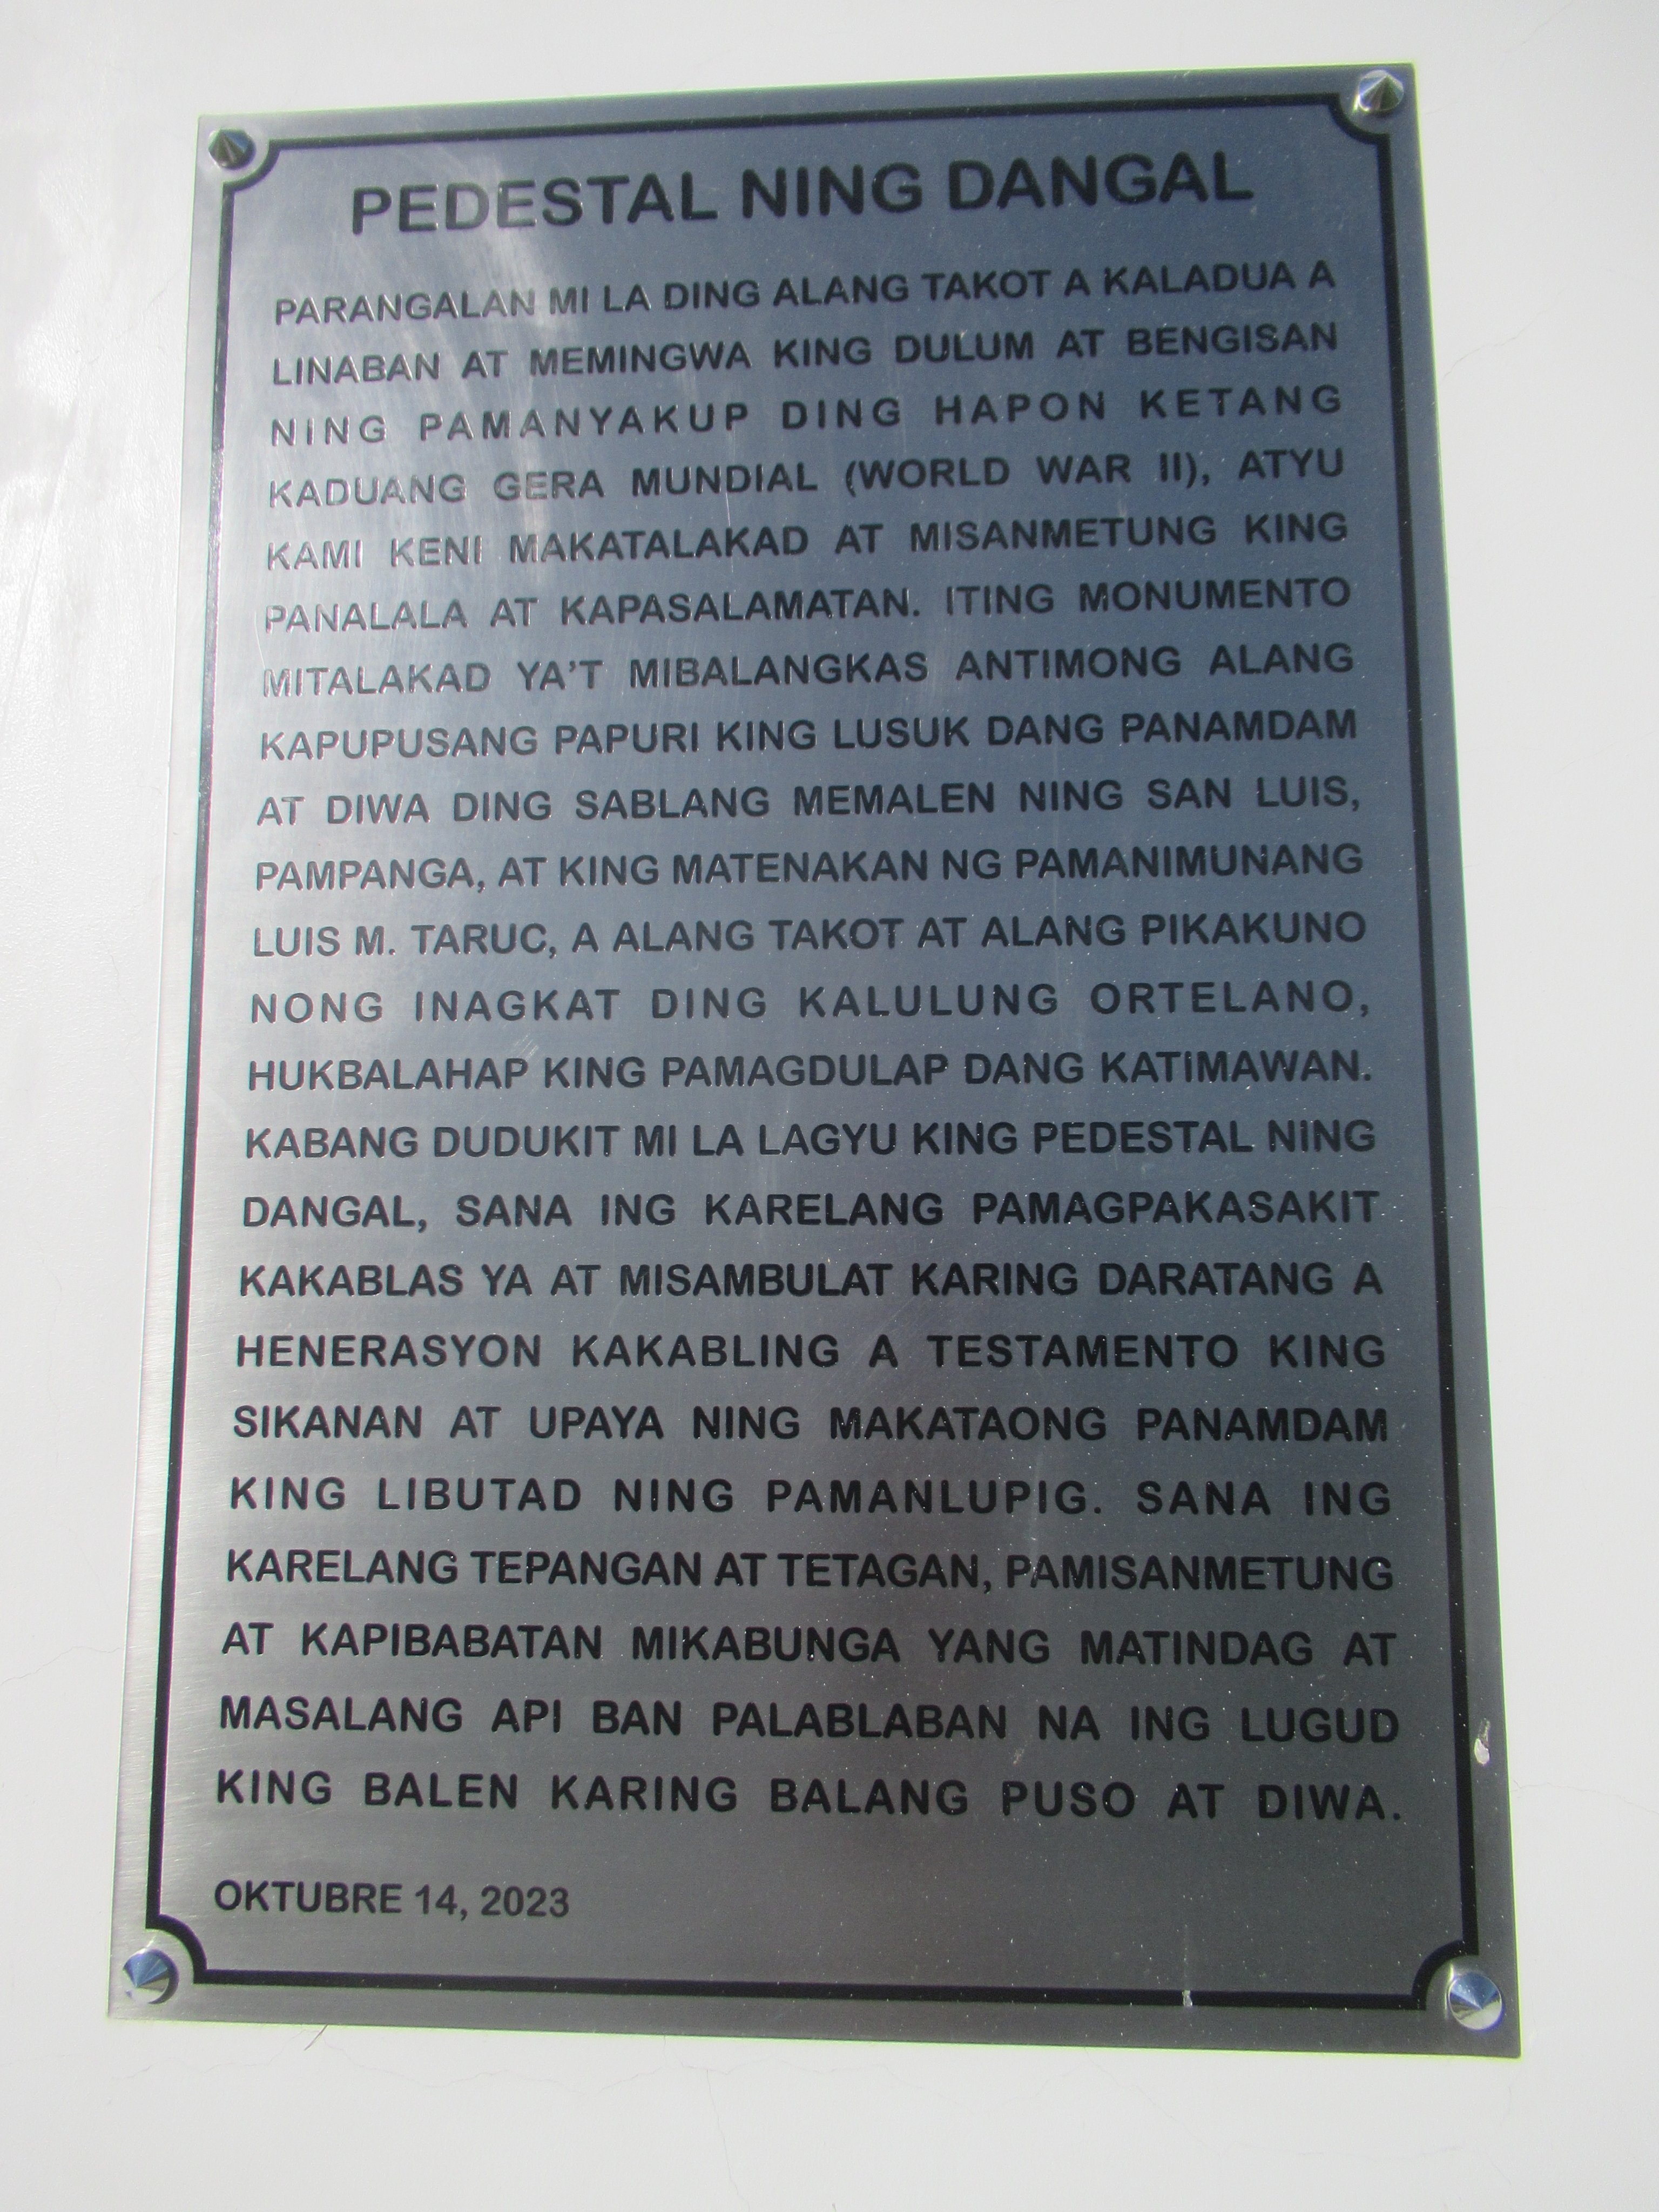 PEDESTAL NING DANGAL
PARANGALAN MI LA DING ALANG TAKOT A KALADUA A
LINABAN AT MEMINGWA KING DULUM AT BENGISAN
NING PAMANYAKUP DING HAPON KETANG
KADUANG GERA MUNDIAL (WORLD WAR II), ATYU
KAMI KENI MAKATALAKAD AT MISANMETUNG KING
PANALALA AT KAPASALAMATAN. ITING MONUMENTO
MITALAKAD YA'T MIBALANGKAS ANTIMONG ALANG
KAPUPUSANG PAPURI KING LUSUK DANG PANAMDAM
AT DIWA DING SABLANG MEMALEN NING SAN LUIS,
PAMPANGA, AT KING MATENAKAN NG PAMANIMUNANG
LUIS M. TARUC, A ALANG TAKOT AT ALANG PIKAKUNO
NONG INAGKAT DING KALULUNG ORTELANO,
HUKBALAHAP KING PAMAGDULAP DANG KATIMAWAN.
KABANG DUDUKIT MI LA LAGYU KING PEDESTAL NING
DANGAL, SANA ING KARELANG PAMAGPAKASAKIT
KAKABLAS YA AT MISAMBULAT KARING DARATANG A
HENERASYON KAKABLING A TESTAMENTO KING
SIKANAN AT UPAYA NING MAKATAONG PANAMDAM
KING LIBUTAD NING PAMANLUPIG. SANA ING
KARELANG TEPANGAN AT TETAGAN, PAMISANMETUNG
AT KAPIBABATAN MIKABUNGA YANG MATINDAG AT
MASALANG API BAN PALABLABAN NA ING LUGUD
KING BALEN KARING BALANG PUSO AT DIWA.
OKTUBRE 14, 2023